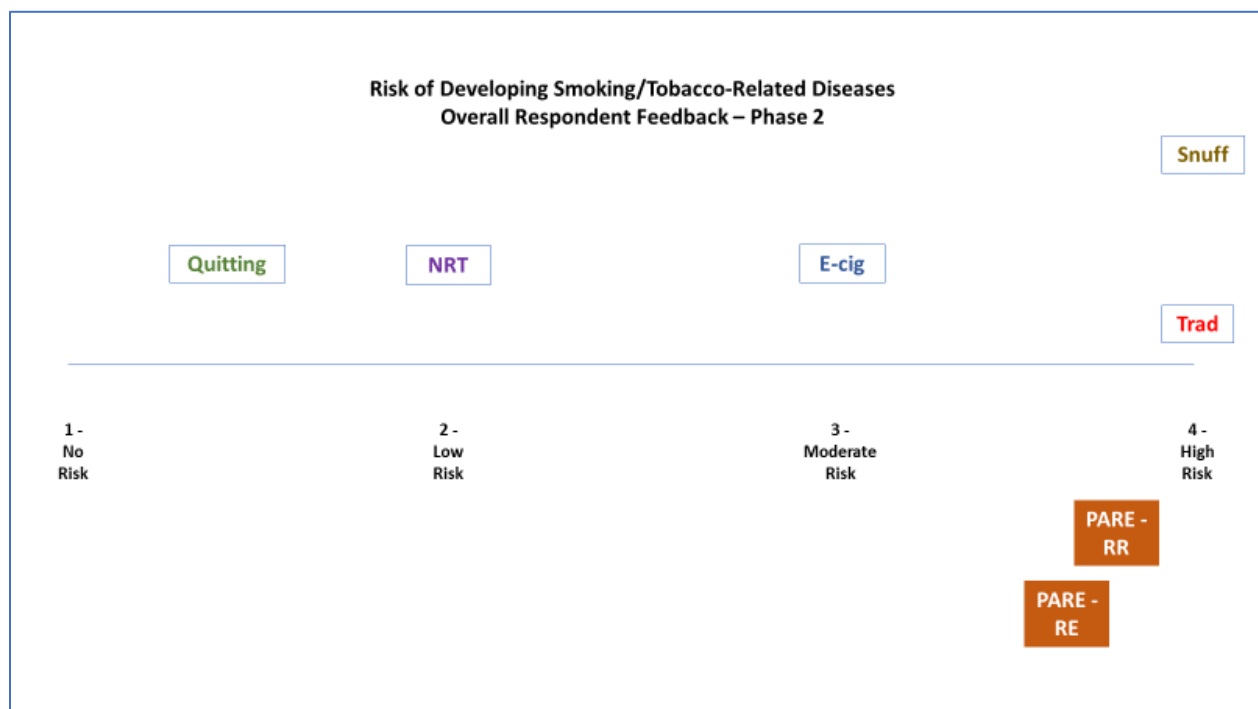 Risk of Developing Smoking/Tobacco-Related Diseases
Overall Respondent Feedback – Phase 2
Snuff
Quitting
NRT
E-cig
Trad
1 -
No
Risk
2 -
Low
Risk
3 -
Moderate
Risk
4 -
High
Risk
PARE -
RR
PARE -
RE